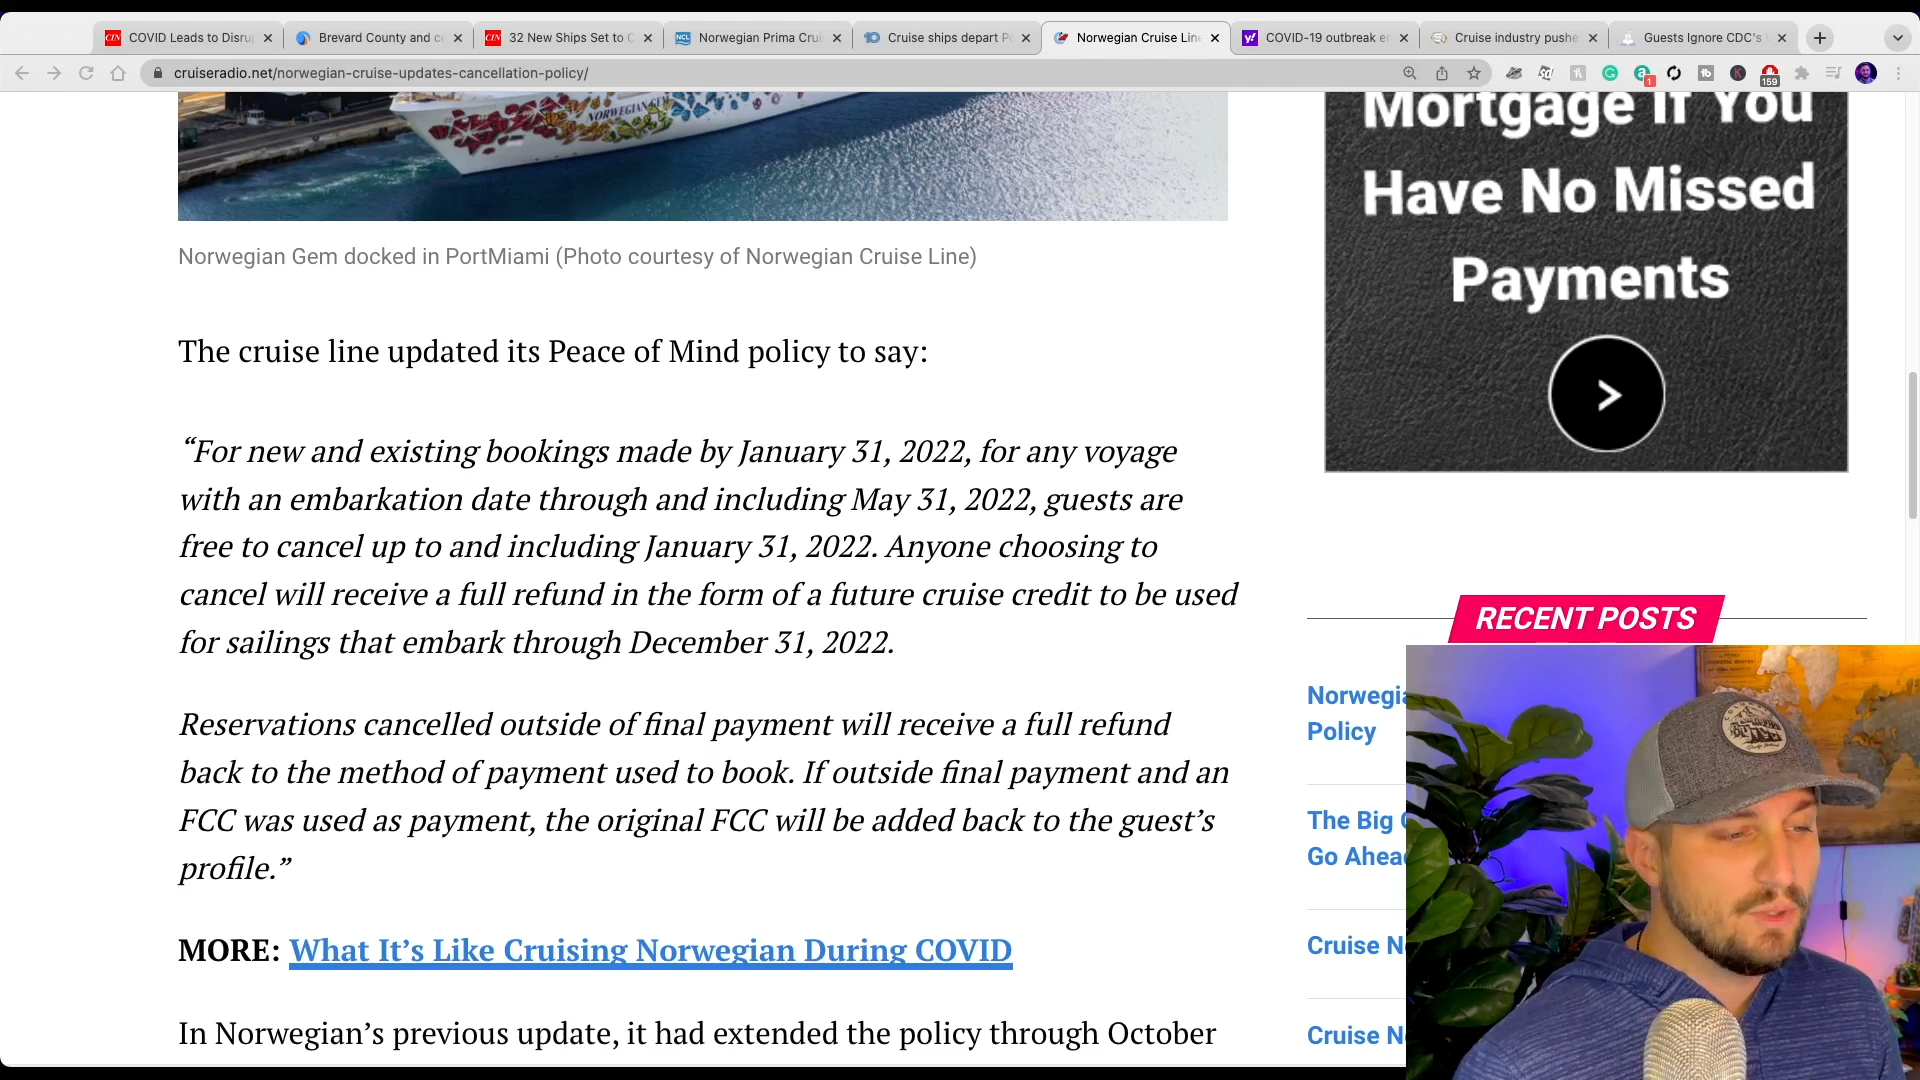 COVID Leads to Disru
Brevard County and c
32 New Ships Set to C
Norwegian Prima Crui
Cruise ships depart Po
Norwegian Cruise Line
COVID-19 outbreak e
Cruise industry pushe
Guests Ignore CDC's
cruiseradio.net/norwegian-cruise-updates-cancellation-policy/
1
159
NORWEGIAN GEM
Mortgage If You
Have No Missed
Payments
Norwegian Gem docked in PortMiami (Photo courtesy of Norwegian Cruise Line)
The cruise line updated its Peace of Mind policy to say:
“For new and existing bookings made by January 31, 2022, for any voyage
with an embarkation date through and including May 31, 2022, guests are
free to cancel up to and including January 31, 2022. Anyone choosing to
cancel will receive a full refund in the form of a future cruise credit to be used
for sailings that embark through December 31, 2022.
Reservations cancelled outside of final payment will receive a full refund
back to the method of payment used to book. If outside final payment and an
FCC was used as payment, the original FCC will be added back to the guest’s
profile.”
MORE: What It’s Like Cruising Norwegian During COVID
In Norwegian’s previous update, it had extended the policy through October
RECENT POSTS
Norwegia
Policy
The Big
Go Ahead
Cruise N
Cruise N